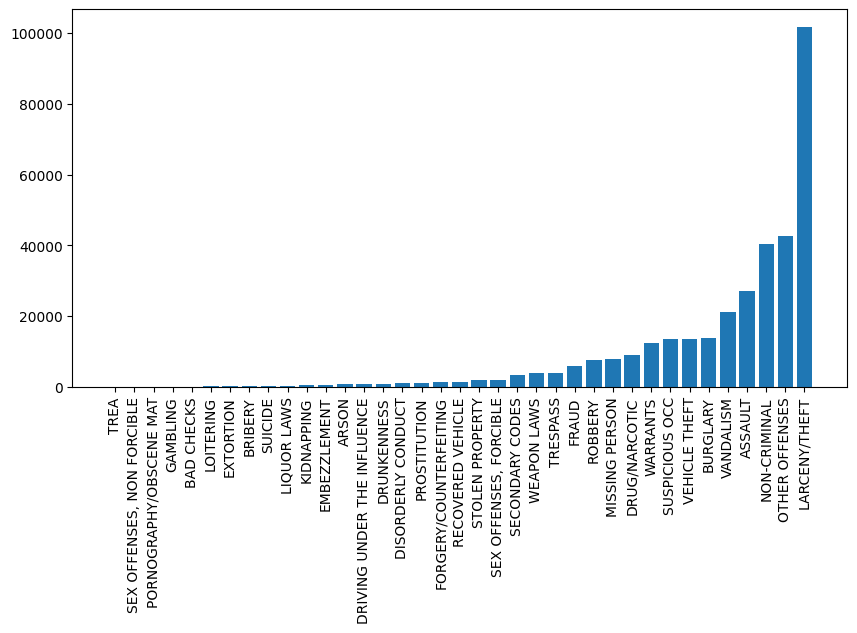 100000
80000
60000
40000
20000
0
TREA
SEX OFFENSES, NON FORCIBLE
PORNOGRAPHY/OBSCENE MAT
GAMBLING
BAD CHECKS
LOITERING
EXTORTION
BRIBERY
SUICIDE
LIQUOR LAWS
KIDNAPPING
EMBEZZLEMENT
ARSON
DRIVING UNDER THE INFLUENCE
DRUNKENNESS
DISORDERLY CONDUCT
PROSTITUTION
FORGERY/COUNTERFEITING
RECOVERED VEHICLE
STOLEN PROPERTY
SEX OFFENSES, FORCIBLE
SECONDARY CODES
WEAPON LAWS
TRESPASS
FRAUD
ROBBERY
MISSING PERSON
DRUG/NARCOTIC
WARRANTS
SUSPICIOUS OCC
VEHICLE THEFT
BURGLARY
VANDALISM
ASSAULT
NON-CRIMINAL
OTHER OFFENSES
LARCENY/THEFT